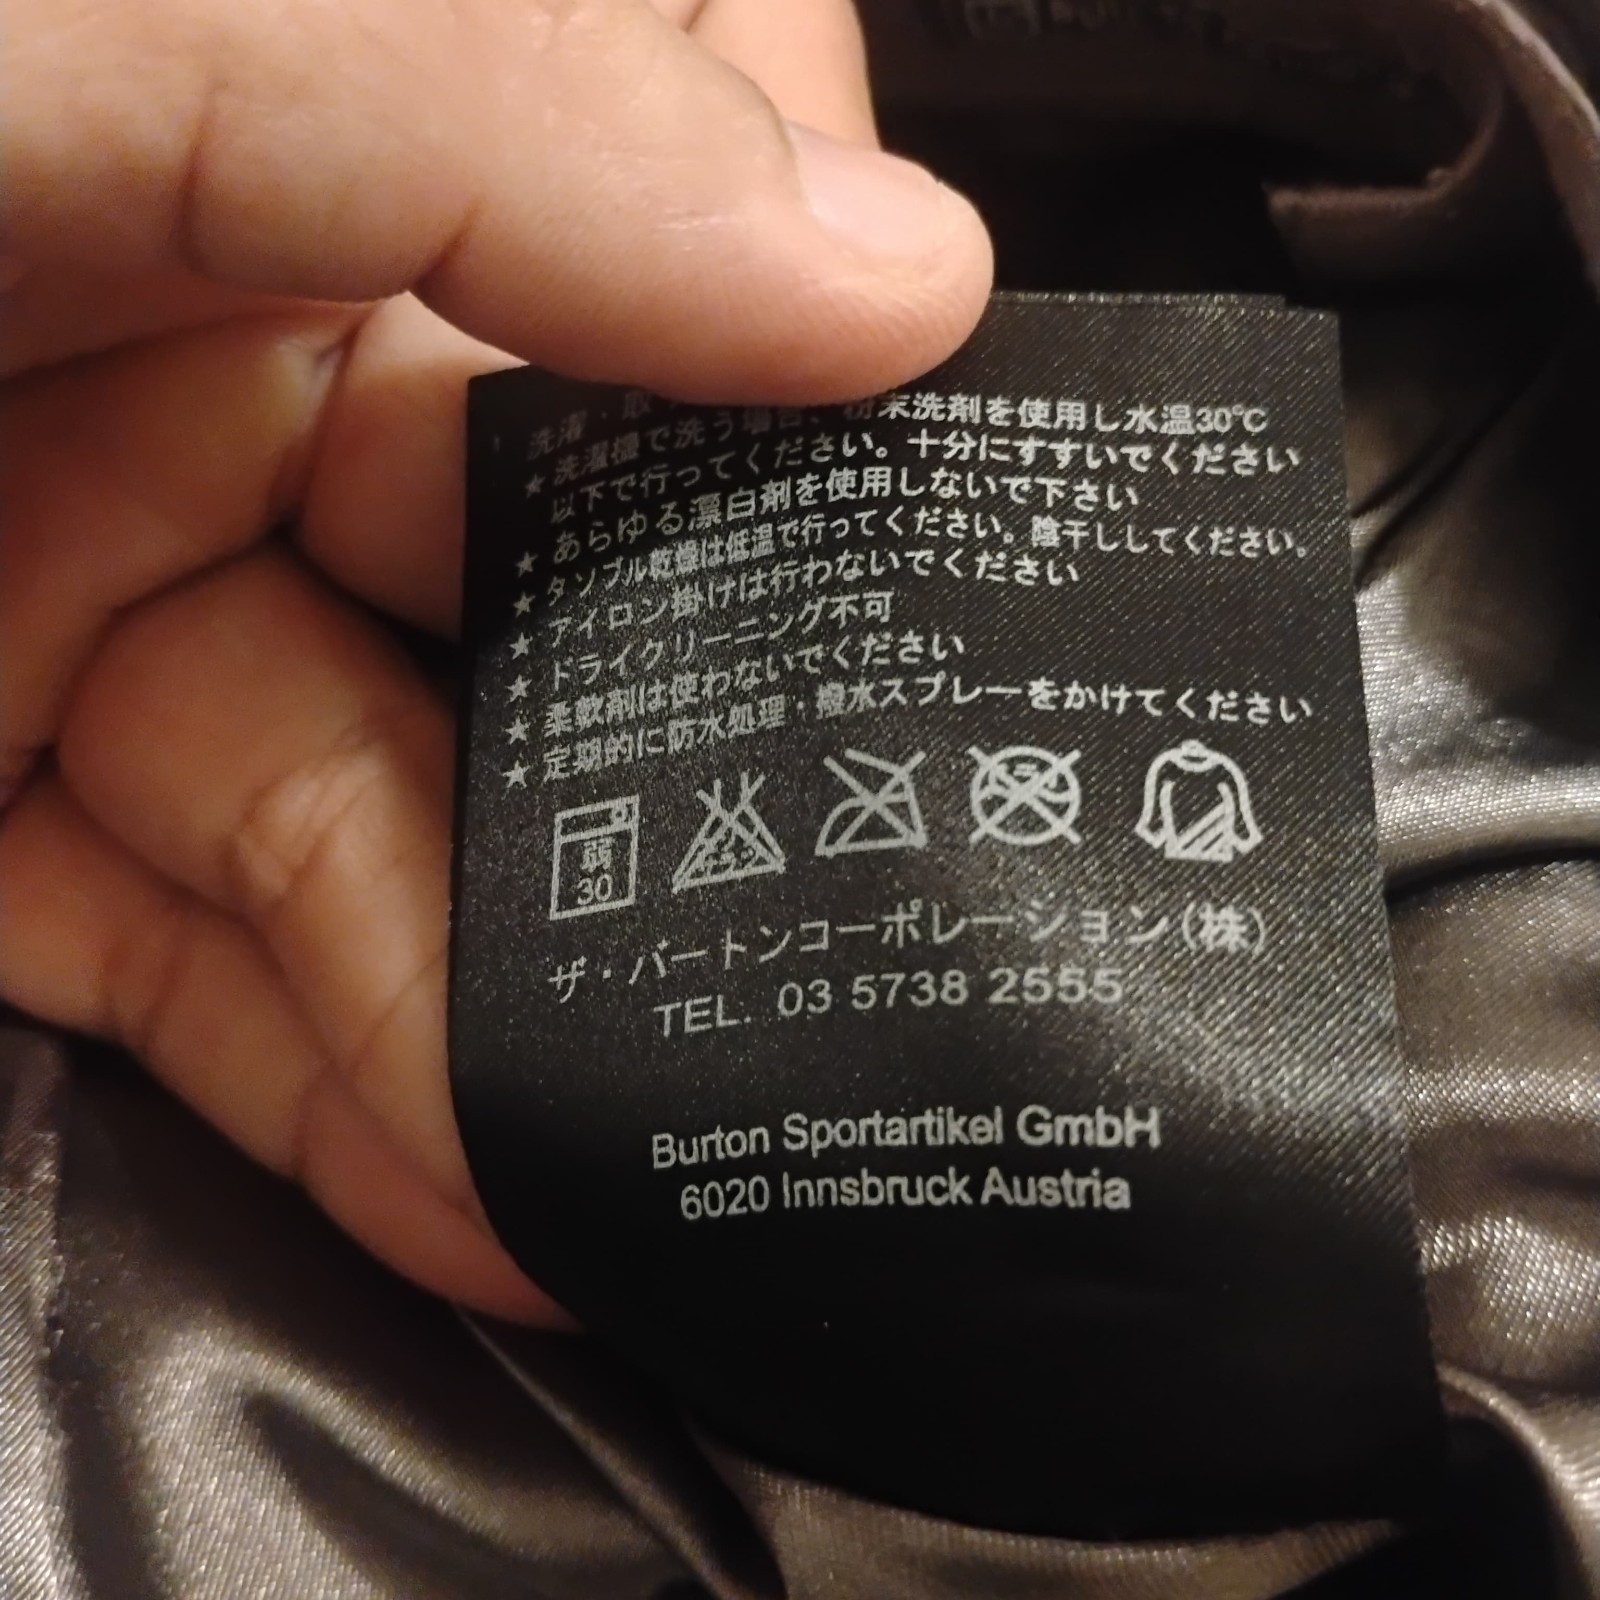 洗濯・取
★ 洗濯機で洗う場合、粉末洗剤を使用し水温30℃
以下で行ってください。十分にすすいでください
★ あらゆる漂白剤を使用しないで下さい
★ タンブル乾燥は低温で行ってください。陰干ししてください。
★ アイロン掛けは行わないでください
★ ドライクリーニング不可
★ 柔軟剤は使わないでください
★ 定期的に防水処理・撥水スプレーをかけてください
弱
30
ザ・バートンコーポレーション(株)
TEL. 03 5738 2555
Burton Sportartikel GmbH
6020 Innsbruck Austria